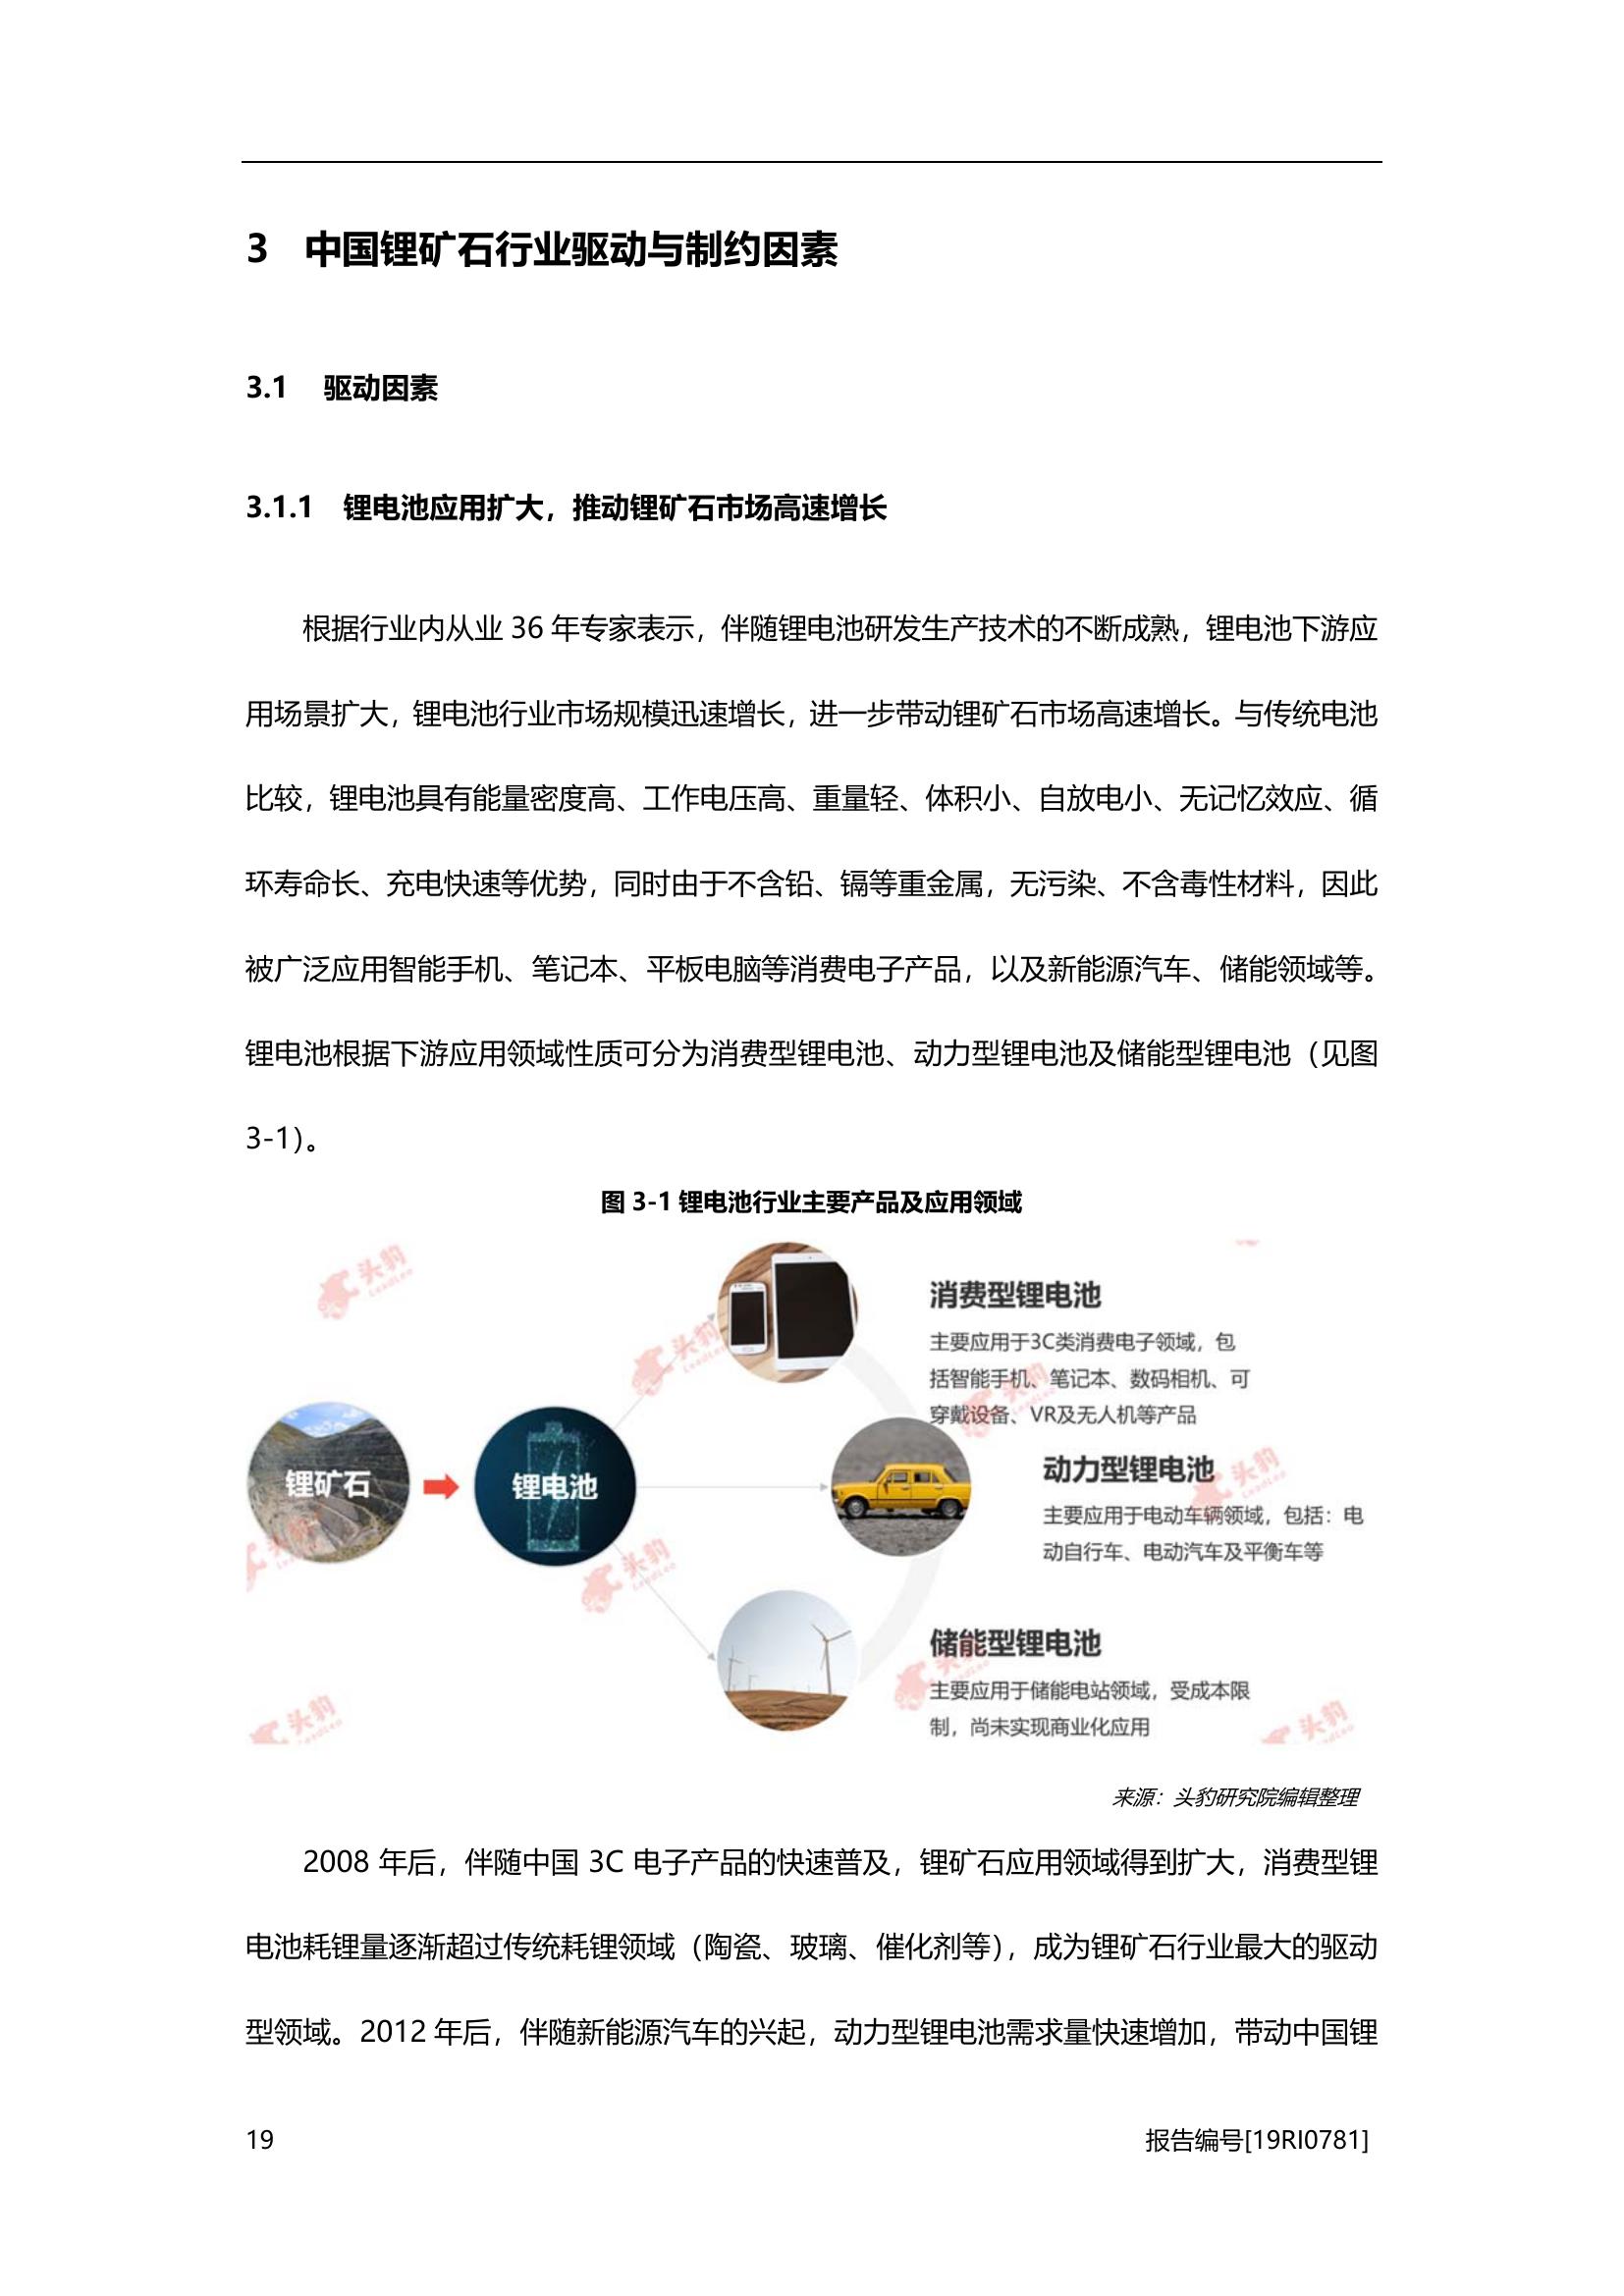 3 中国锂矿石行业驱动与制约因素
3.1 驱动因素
3.1.1 锂电池应用扩大，推动锂矿石市场高速增长
根据行业内从业 36 年专家表示，伴随锂电池研发生产技术的不断成熟，锂电池下游应
用场景扩大，锂电池行业市场规模迅速增长，进一步带动锂矿石市场高速增长。与传统电池
比较，锂电池具有能量密度高、工作电压高、重量轻、体积小、自放电小、无记忆效应、循
环寿命长、充电快速等优势，同时由于不含铅、镉等重金属，无污染、不含毒性材料，因此
被广泛应用智能手机、笔记本、平板电脑等消费电子产品，以及新能源汽车、储能领域等。
锂电池根据下游应用领域性质可分为消费型锂电池、动力型锂电池及储能型锂电池（见图
3-1）。
图 3-1 锂电池行业主要产品及应用领域
锂矿石
锂电池
消费型锂电池
主要应用于3C类消费电子领域，包
括智能手机、笔记本、数码相机、可
穿戴设备、VR及无人机等产品
动力型锂电池
主要应用于电动车辆领域，包括：电
动自行车、电动汽车及平衡车等
储能型锂电池
主要应用于储能电站领域，受成本限
制，尚未实现商业化应用
头豹
LeadLeo
头豹
LeadLeo
头豹
LeadLeo
头豹
LeadLeo
头豹
LeadLeo
来源：头豹研究院编辑整理
2008 年后，伴随中国 3C 电子产品的快速普及，锂矿石应用领域得到扩大，消费型锂
电池耗锂量逐渐超过传统耗锂领域（陶瓷、玻璃、催化剂等），成为锂矿石行业最大的驱动
型领域。2012 年后，伴随新能源汽车的兴起，动力型锂电池需求量快速增加，带动中国锂
19
报告编号[19RI0781]